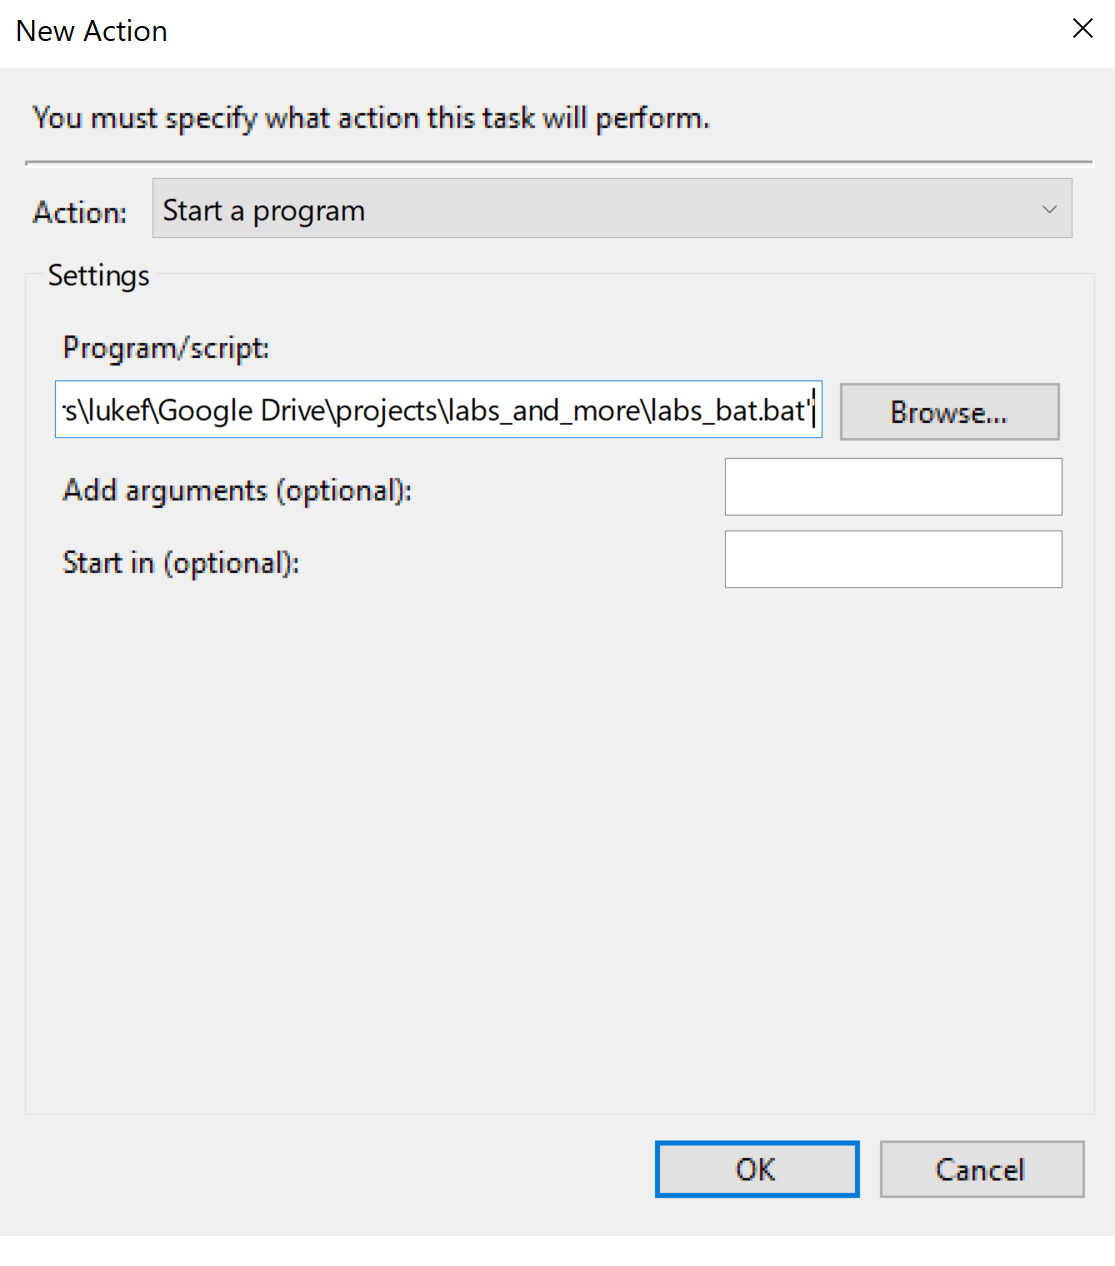 New Action
You must specify what action this task will perform.
Action: Start a program
Settings
Program/script:
s\lukef\Google Drive\projects\labs_and_more\labs_bat.bat" Browse...
Add arguments (optional):
Start in (optional):
OK Cancel